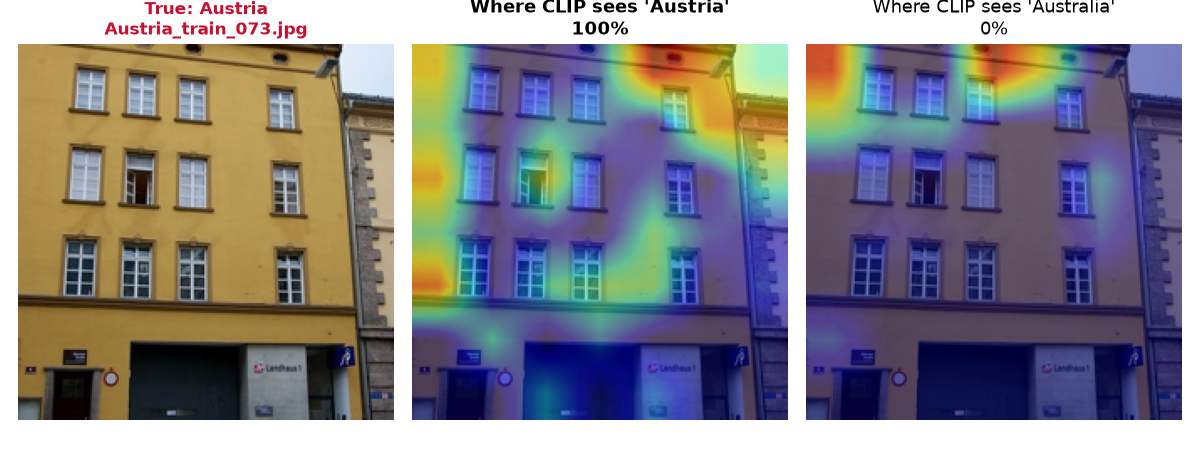 True: Austria
Austria_train_073.jpg
Where CLIP sees 'Austria'
100%
Where CLIP sees 'Australia'
0%
Landhaus 1
Landhaus 1
Landhaus 1